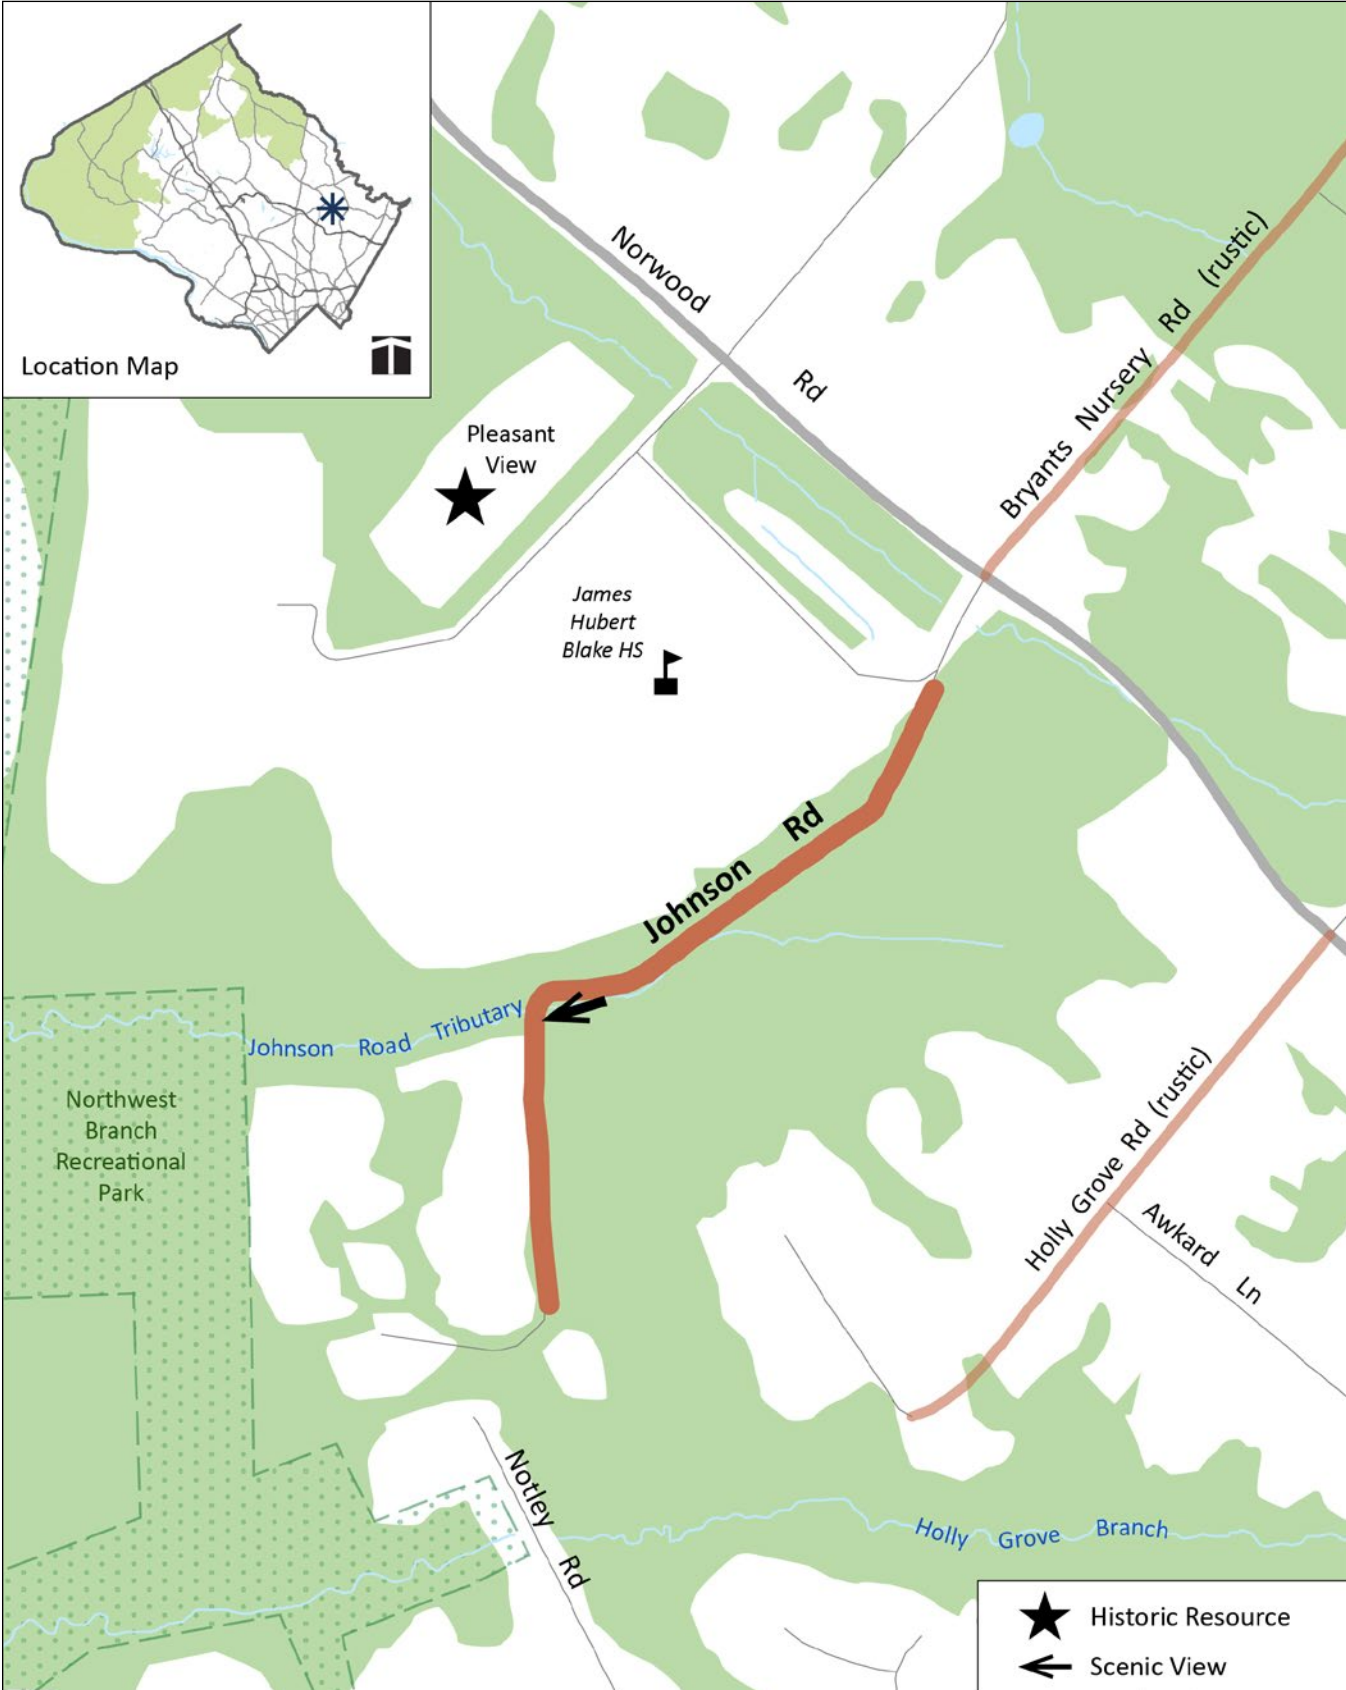 Location Map
Norwood
Rd
Bryants Nursery Rd (rustic)
Pleasant
View
James
Hubert
Blake HS
Johnson Rd
Johnson Road Tributary
Northwest
Branch
Recreational
Park
Holly Grove Rd (rustic)
Awkard Ln
Notley Rd
Holly Grove Branch
Historic Resource
Scenic View